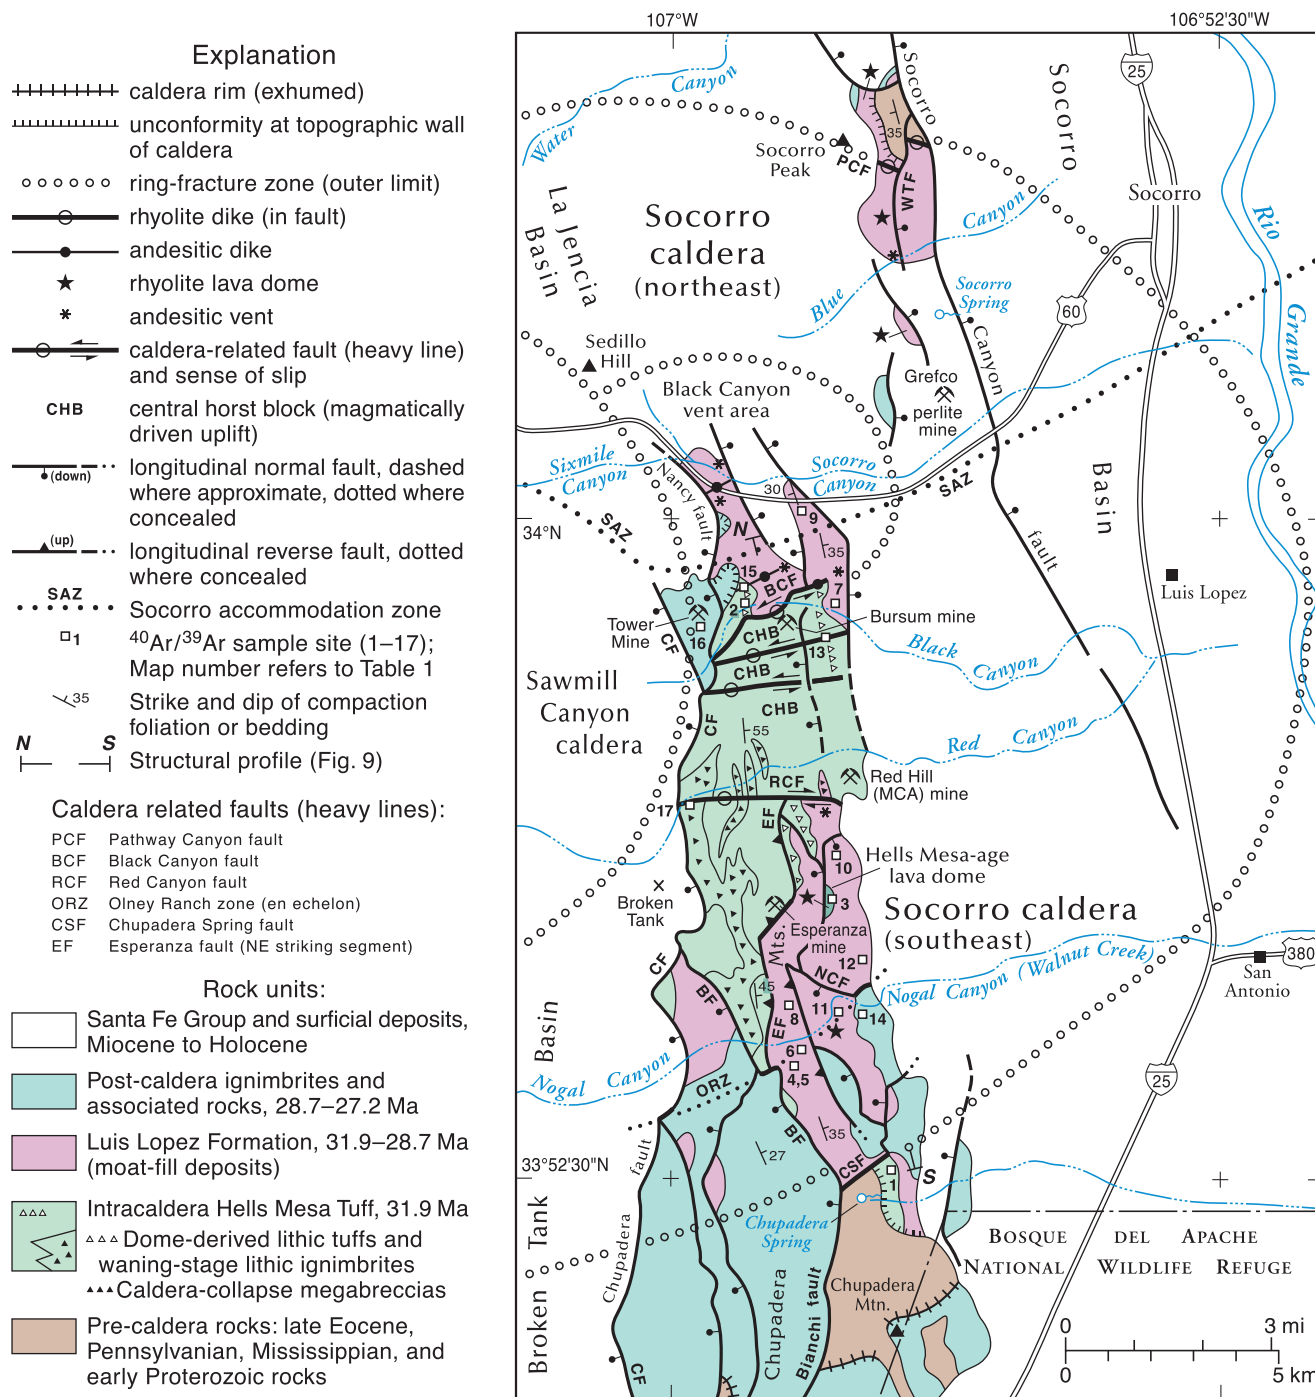 Explanation
caldera rim (exhumed)
unconformity at topographic wall
of caldera
ring-fracture zone (outer limit)
rhyolite dike (in fault)
andesitic dike
rhyolite lava dome
andesitic vent
caldera-related fault (heavy line)
and sense of slip
CHB
central horst block (magmatically
driven uplift)
(down)
longitudinal normal fault, dashed
where approximate, dotted where
concealed
(up)
longitudinal reverse fault, dotted
where concealed
SAZ
Socorro accommodation zone
1
40Ar/39Ar sample site (1–17);
Map number refers to Table 1
35
Strike and dip of compaction
foliation or bedding
N S
Structural profile (Fig. 9)
Caldera related faults (heavy lines):
PCF Pathway Canyon fault
BCF Black Canyon fault
RCF Red Canyon fault
ORZ Olney Ranch zone (en echelon)
CSF Chupadera Spring fault
EF Esperanza fault (NE striking segment)
Rock units:
Santa Fe Group and surficial deposits,
Miocene to Holocene
Post-caldera ignimbrites and
associated rocks, 28.7–27.2 Ma
Luis Lopez Formation, 31.9–28.7 Ma
(moat-fill deposits)
Intracaldera Hells Mesa Tuff, 31.9 Ma
Dome-derived lithic tuffs and
waning-stage lithic ignimbrites
Caldera-collapse megabreccias
Pre-caldera rocks: late Eocene,
Pennsylvanian, Mississippian, and
early Proterozoic rocks
107°W
106°52'30"W
Water
Canyon
Socorro
25
Socorro
35
Socorro
Peak
PCF
WTF
Socorro
Rio
Grande
La Jencia
Basin
Socorro
caldera
(northeast)
Blue
Canyon
Socorro
Spring
60
Sedillo
Hill
Canyon
Grefco
perlite
mine
Black Canyon
vent area
Sixmile
Canyon
Socorro
Canyon
SAZ
Basin
Nancy fault
30
9
SAZ
34°N
N
35
fault
Luis Lopez
15
BCF
7
2
Tower
Mine
16
CHB
Bursum mine
CF
13
Black
Canyon
CHB
Sawmill
Canyon
caldera
CHB
CF
55
Red Canyon
RCF
Red Hill
(MCA) mine
17
EF
Hells Mesa-age
lava dome
10
Broken
Tank
3
Socorro caldera
(southeast)
Mts.
Esperanza
mine
12
380
San
Antonio
CF
NCF
Nogal Canyon (Walnut Creek)
BF
45
8
11
14
EF
Basin
6
4,5
Nogal Canyon
25
ORZ
BF
35
27
33°52'30"N
fault
CSF
1
S
Chupadera
Spring
Bosque del Apache
National Wildlife Refuge
Broken Tank
Chupadera
Chupadera
Bianchi fault
Chupadera
Mtn.
0 3 mi
0 5 km
CF